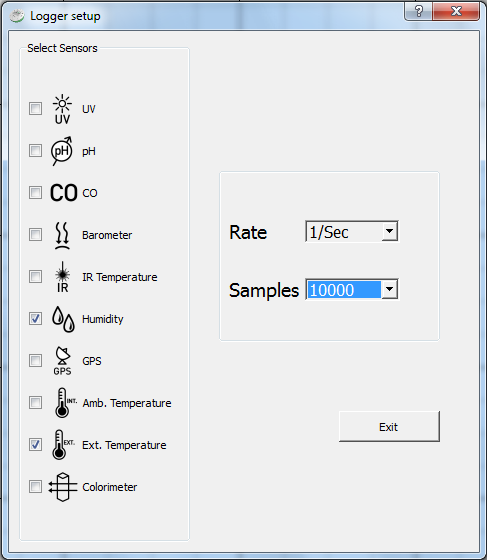 Logger setup
?
Select Sensors
UV
UV
pH
pH
CO
CO
Barometer
IR
IR Temperature
Humidity
GPS
GPS
INT.
Amb. Temperature
EXT.
Ext. Temperature
Colorimeter
Rate
1/Sec
Samples
10000
Exit